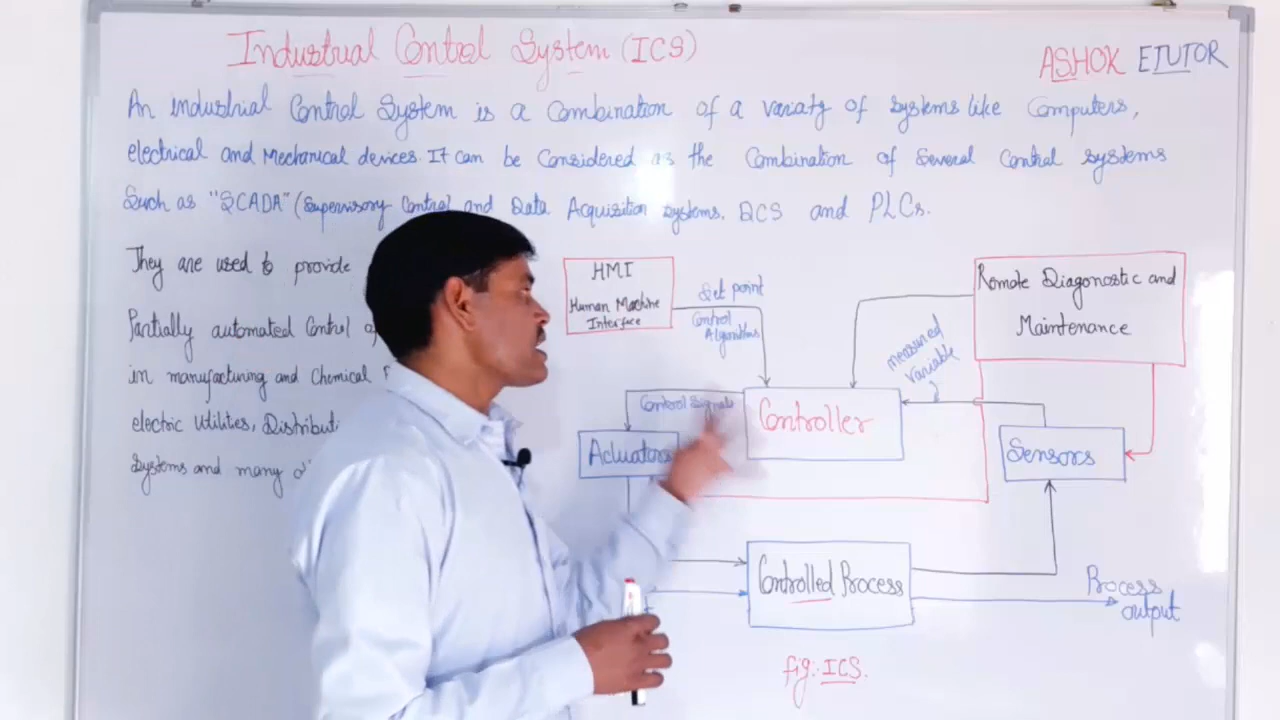 Industrial Control System (ICS)
ASHOK ETUTOR
An industrial Control System is a Combination of a variaty of systems like Computers,
electrical and Mechanical devices. It can be Considered as the Combination of Several Control systems
Such as "SCADA" (Supervisory Control and Data Acquisition systems. DCS and PLCs.
They are used to provide
Partially automated Control
in manufacturing and Chemical
electric Utilities,
Systems and many
HMI
Human Machine
Interface
Set point
Control
Algorithms
Remote Diagonostic and
Maintenance
measured
Variable
Control Signals
Controller
Actuators
Sensors
Controlled Process
Process
output
fig:- ICS.